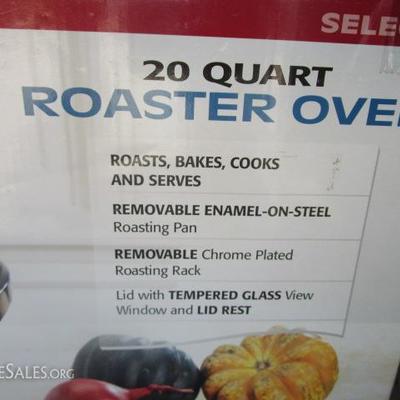 SELEC
20 QUART
ROASTER OVE
ROASTS, BAKES, COOKS
AND SERVES
REMOVABLE ENAMEL-ON-STEEL
Roasting Pan
REMOVABLE Chrome Plated
Roasting Rack
Lid with TEMPERED GLASS View
Window and LID REST
ESALES.ORG